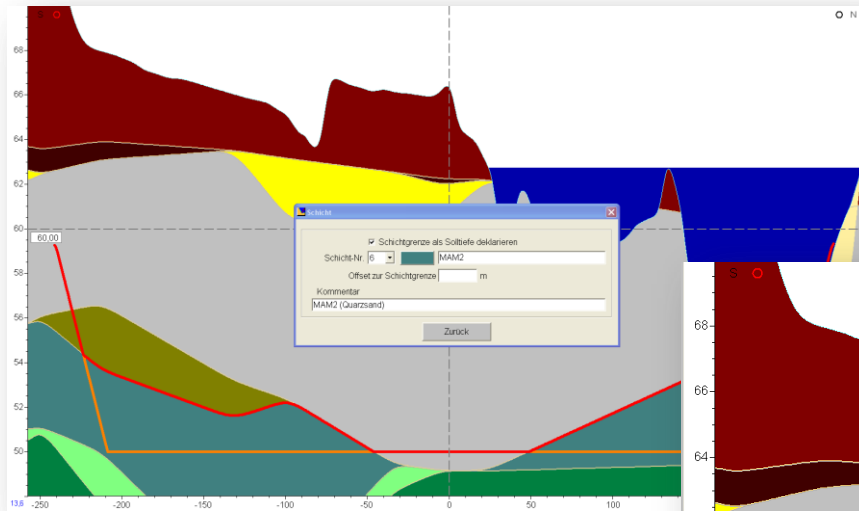 S N
68
66
64
62
60
58
56
54
52
50
60,00
13,6
-250 -200 -150 -100 -50 0 50 100
Schicht
Schichtgrenze als Solltiefe deklarieren
Schicht-Nr. 6 MAM2
Offset zur Schichtgrenze m
Kommentar
MAM2 (Quarzsand)
Zurück
S
68
66
64